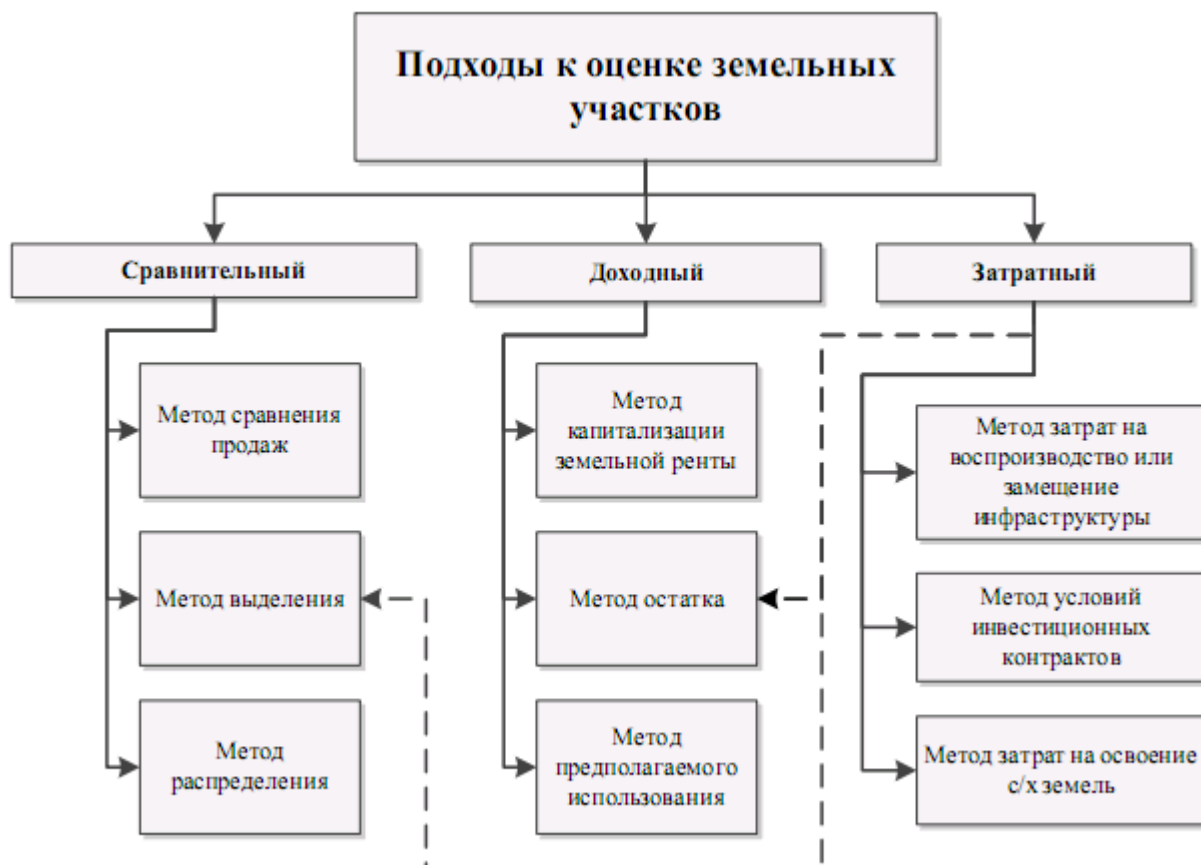 Подходы к оценке земельных
участков
Сравнительный
Метод сравнения
продаж
Метод выделения
Метод
распределения
Доходный
Метод
капитализации
земельной ренты
Метод остатка
Метод
предполагаемого
использования
Затратный
Метод затрат на
воспроизводство или
замещение
инфраструктуры
Метод условий
инвестиционных
контрактов
Метод затрат на освоение
с/х земель